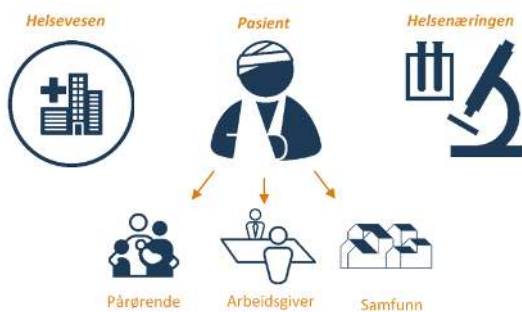 Helsevesen
Pasient
Helsenæringen
Pårørende
Arbeidsgiver
Samfunn